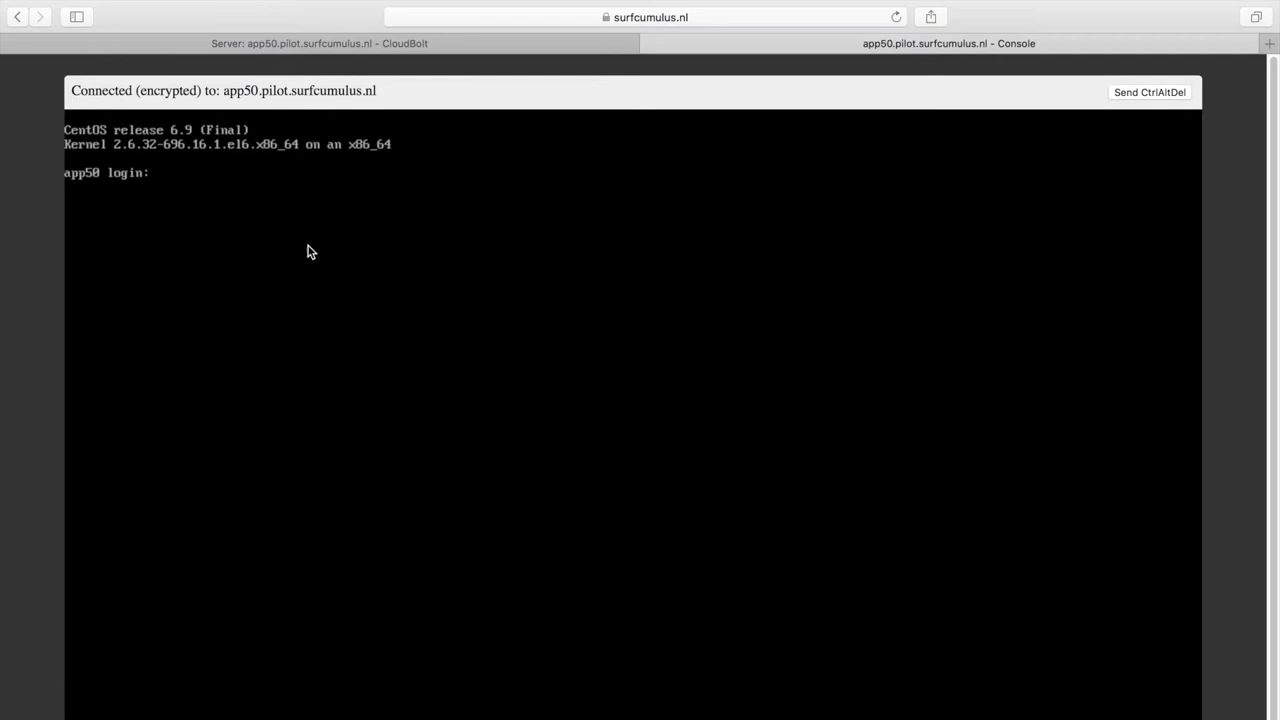 surfcumulus.nl
Server: app50.pilot.surfcumulus.nl - CloudBolt
app50.pilot.surfcumulus.nl - Console
Connected (encrypted) to: app50.pilot.surfcumulus.nl
Send CtrlAltDel
CentOS release 6.9 (Final)
Kernel 2.6.32-696.16.1.el6.x86_64 on an x86_64
app50 login: